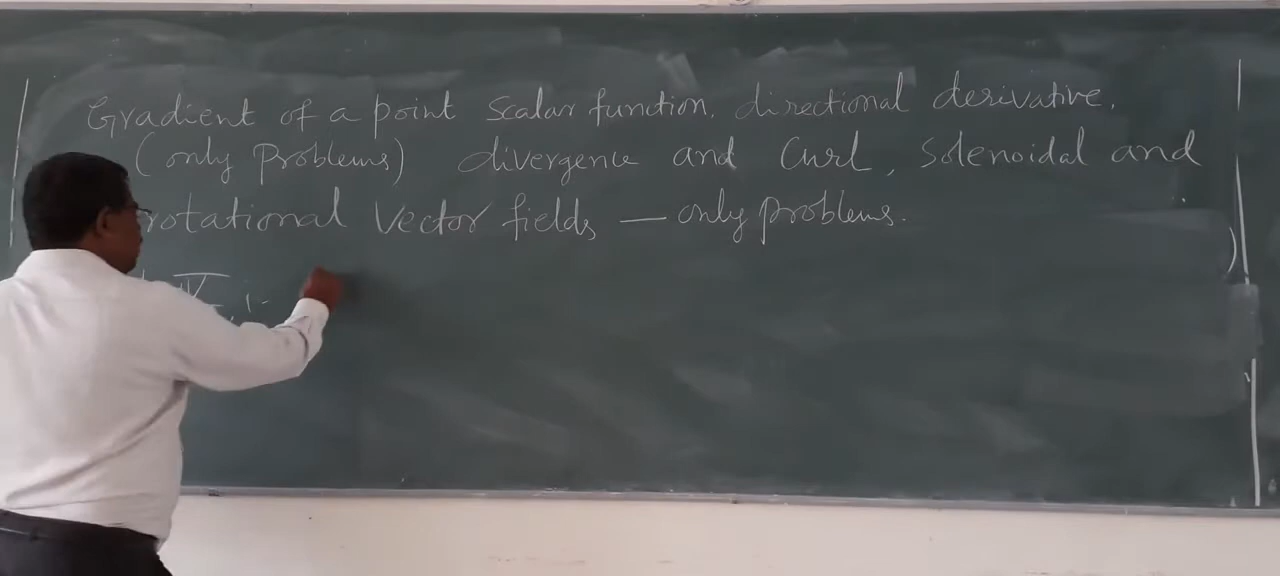 Gradient of a point scalar function, directional derivative,
(only problems) divergence and Curl, Solenoidal and
rotational Vector fields — only problems.
IV